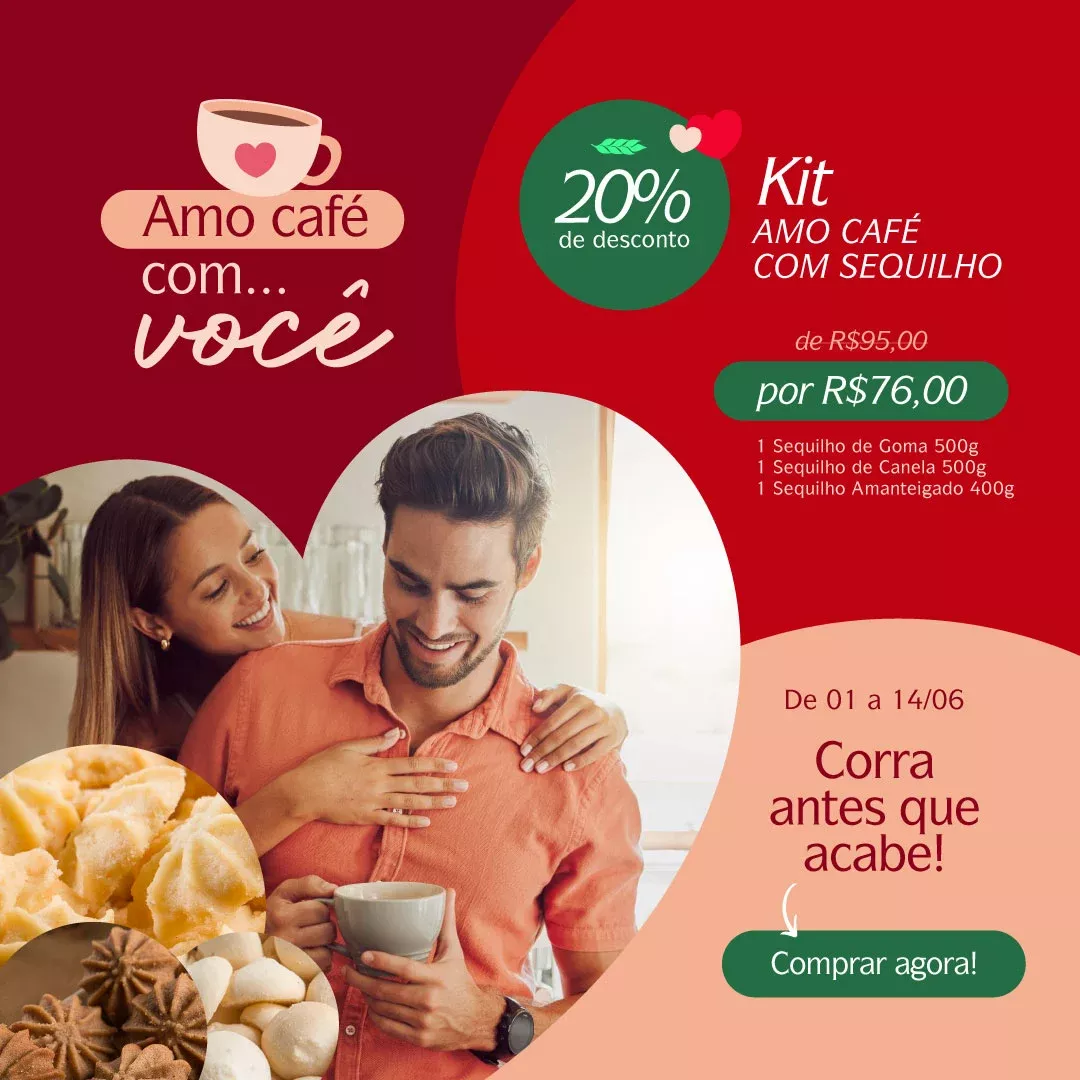 Amo café
com...
você
20%
de desconto
Kit
AMO CAFÉ
COM SEQUILHO
de R$95,00
por R$76,00
1 Sequilho de Goma 500g
1 Sequilho de Canela 500g
1 Sequilho Amanteigado 400g
De 01 a 14/06
Corra
antes que
acabe!
Comprar agora!